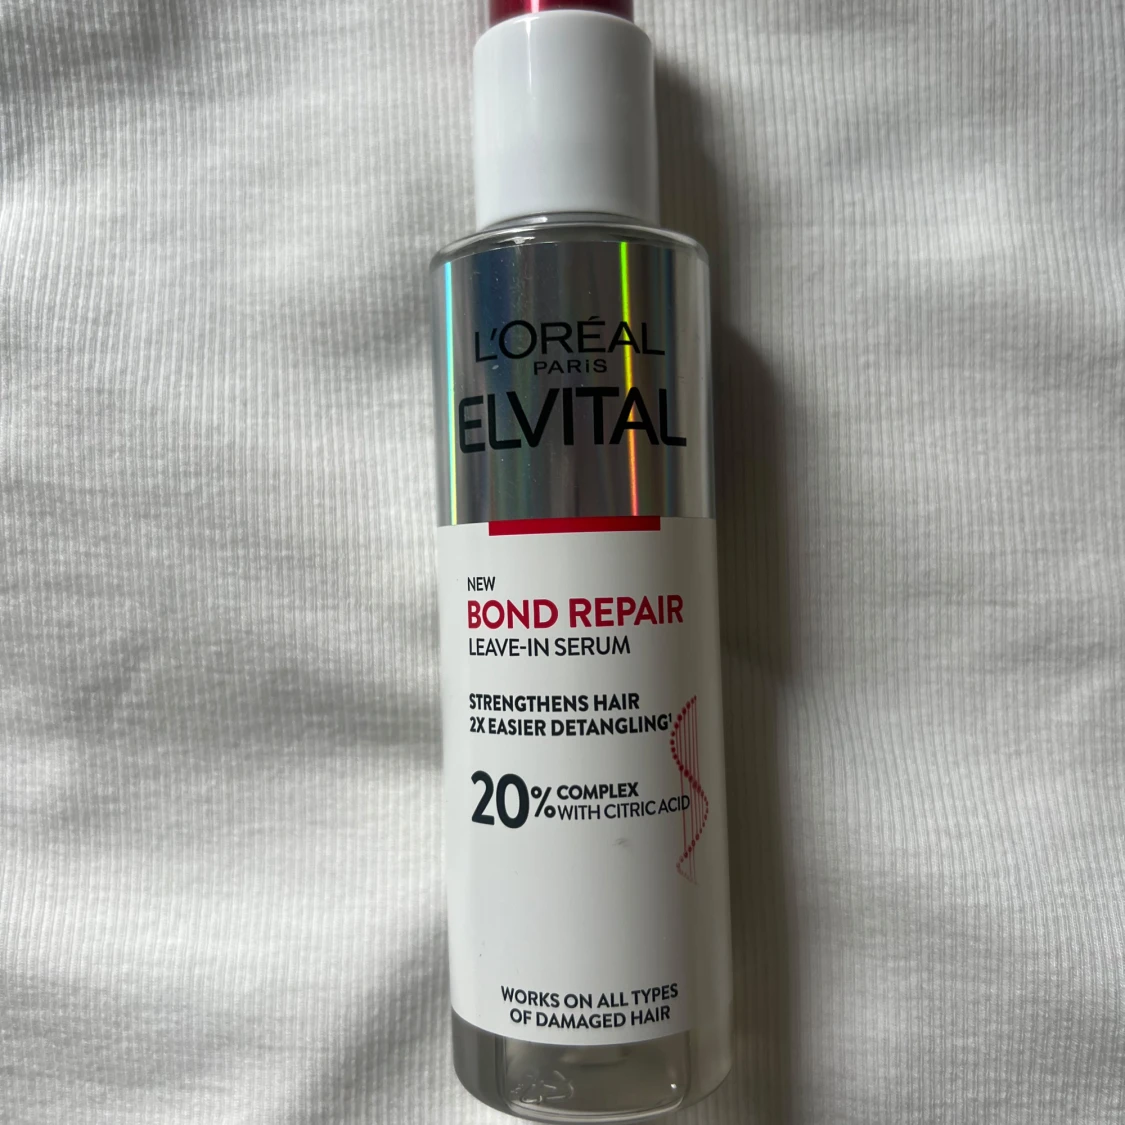 L'ORÉAL
PARiS
ELVITAL
NEW
BOND REPAIR
LEAVE-IN SERUM
STRENGTHENS HAIR
2X EASIER DETANGLING¹
20% COMPLEX
WITH CITRIC ACID
WORKS ON ALL TYPES
OF DAMAGED HAIR